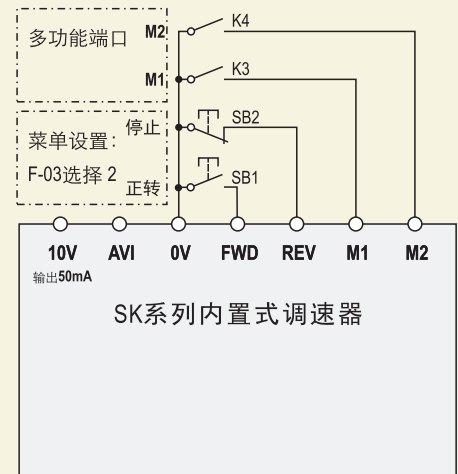 M2 K4
多功能端口
M1 K3
停止 SB2
菜单设置：
F-03选择 2
正转 SB1
10V AVI 0V FWD REV M1 M2
输出50mA
SK系列内置式调速器